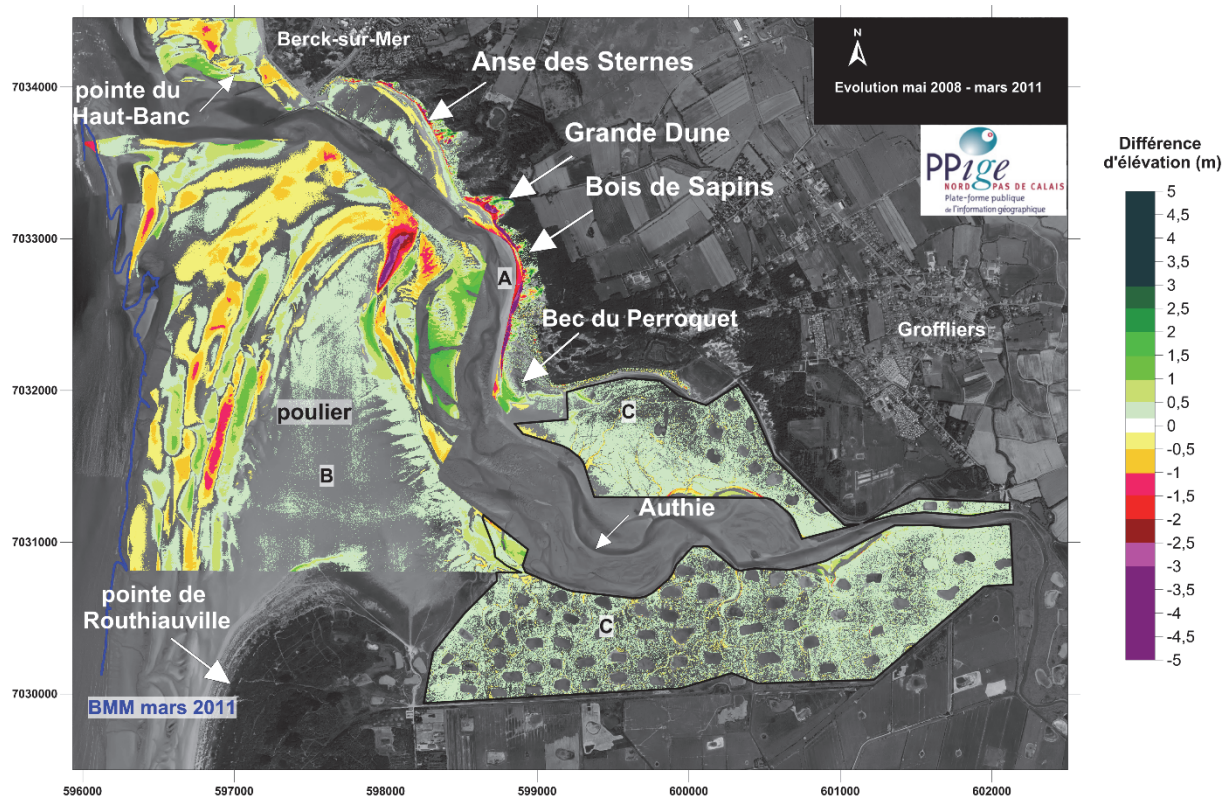 Berck-sur-Mer
Anse des Sternes
pointe du
Haut-Banc
Grande Dune
Bois de Sapins
A
Bec du Perroquet
Groffliers
poulier
B
C
Authie
C
pointe de
Routhiauville
BMM mars 2011
N
Evolution mai 2008 - mars 2011
PPige
NORD PAS DE CALAIS
Plate-forme publique
de l'information géographique
Différence
d'élévation (m)
5
4,5
4
3,5
3
2,5
2
1,5
1
0,5
0
-0,5
-1
-1,5
-2
-2,5
-3
-3,5
-4
-4,5
-5
7034000
7033000
7032000
7031000
7030000
596000 597000 598000 599000 600000 601000 602000